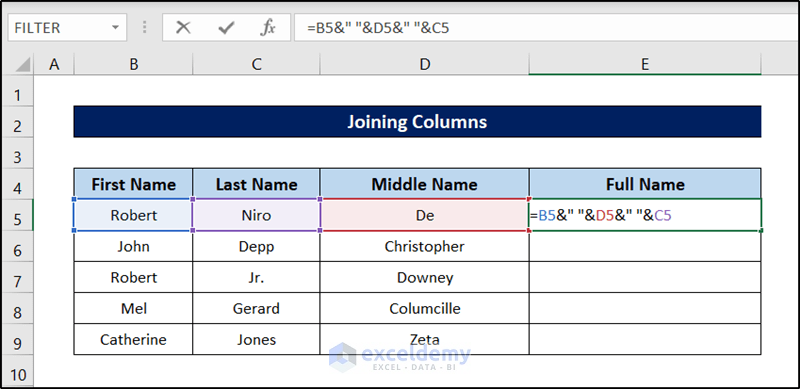 FILTER =B5&" "&D5&" "&C5
A B C D E
1
2 Joining Columns
3
4 First Name Last Name Middle Name Full Name
5 Robert Niro De =B5&" "&D5&" "&C5
6 John Depp Christopher
7 Robert Jr. Downey
8 Mel Gerard Columcille
9 Catherine Jones Zeta
exceldemy
EXCEL - DATA - BI
10